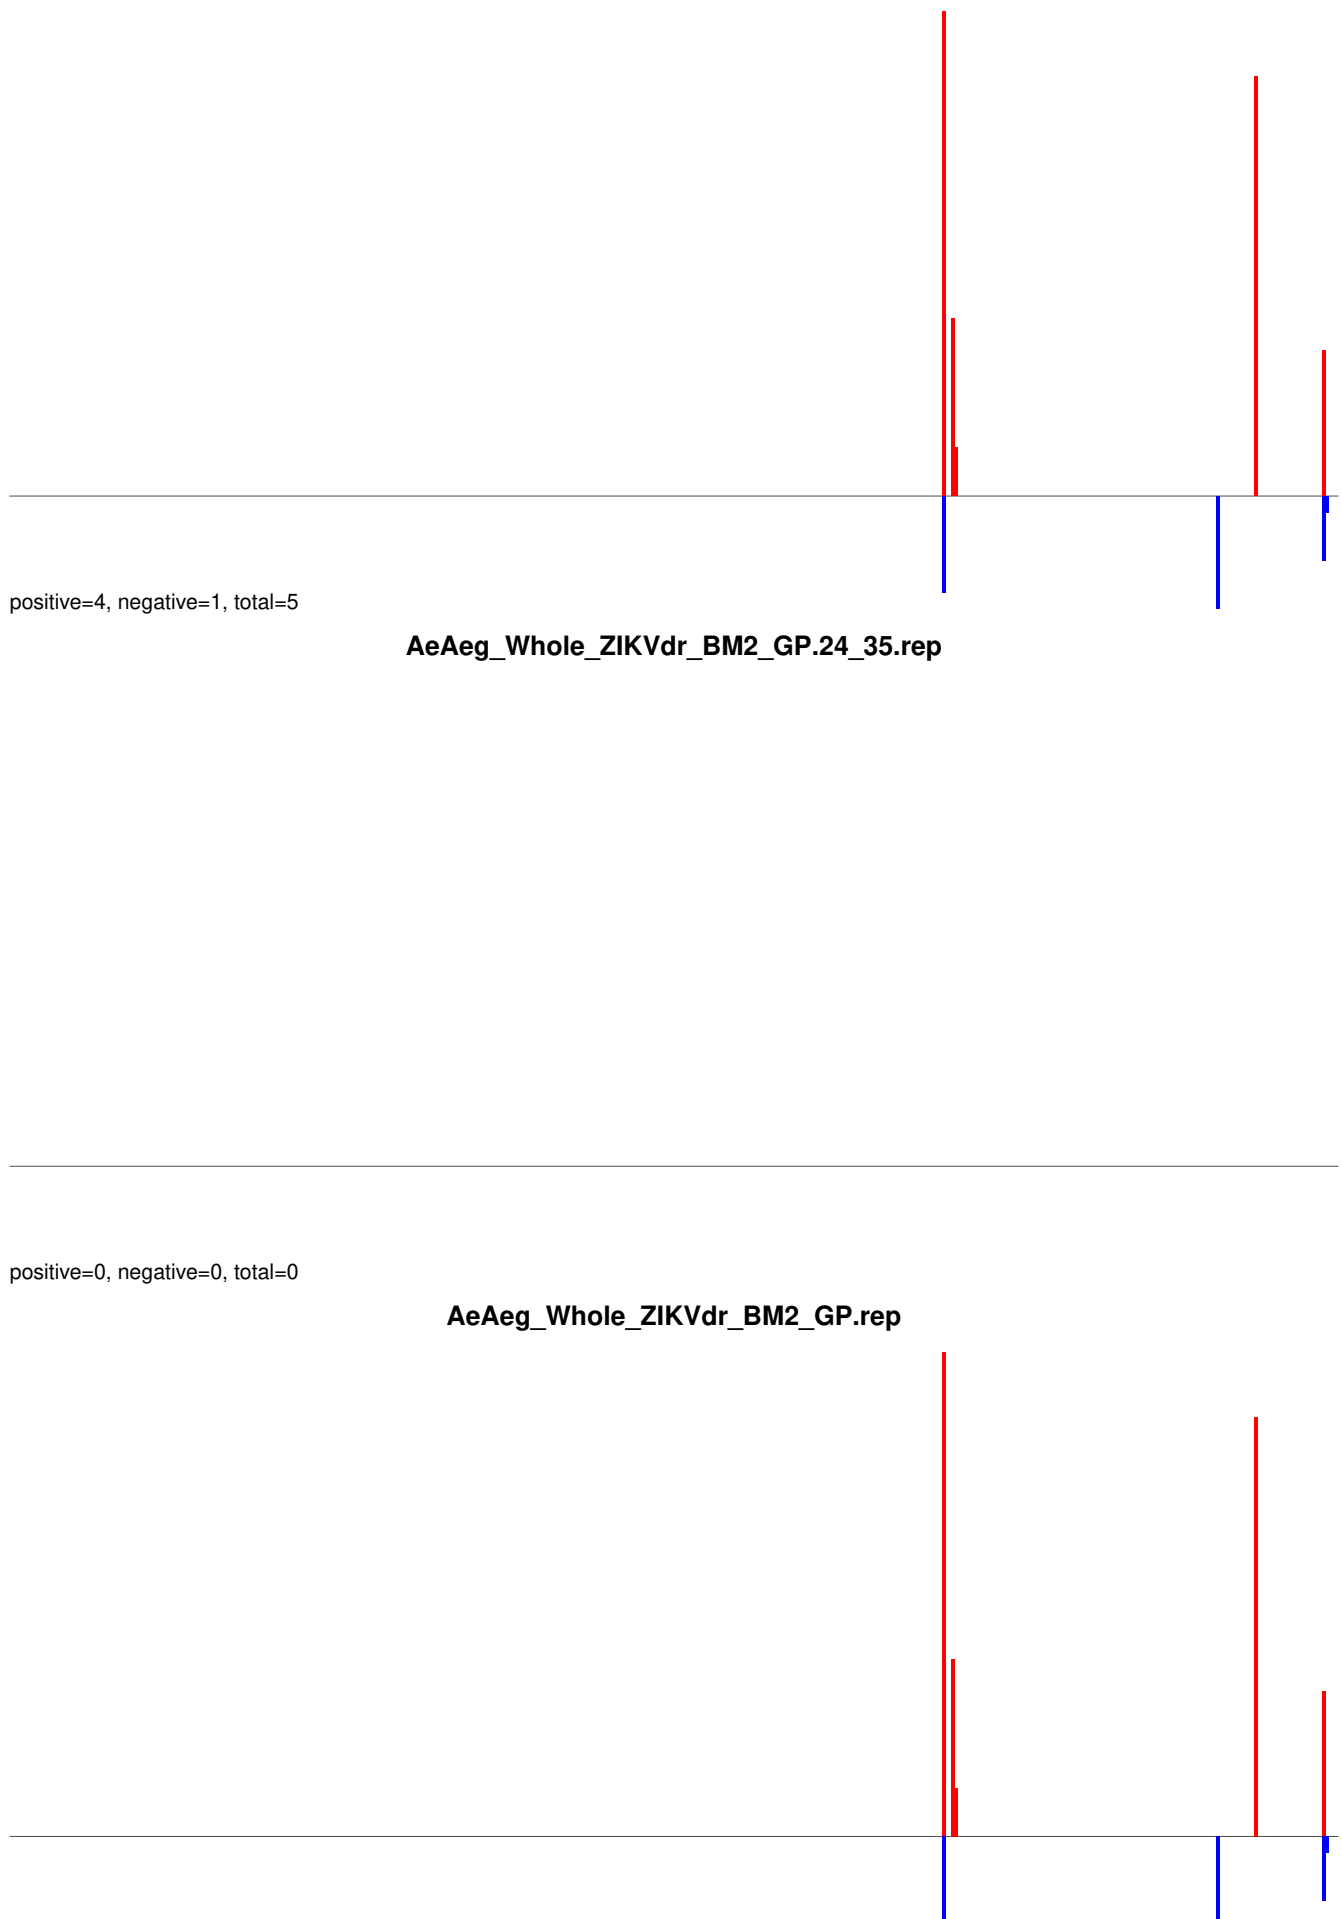 positive=4, negative=1, total=5
AeAeg_Whole_ZIKVdr_BM2_GP.24_35.rep
positive=0, negative=0, total=0
AeAeg_Whole_ZIKVdr_BM2_GP.rep